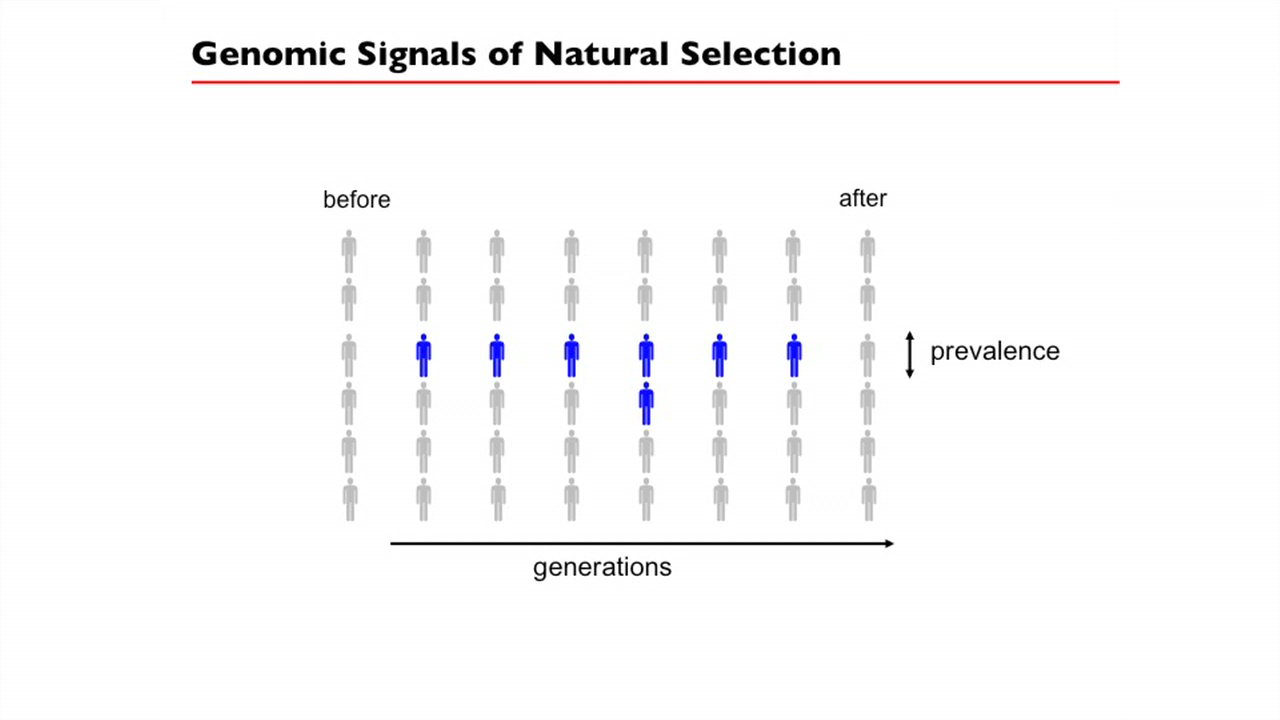 Genomic Signals of Natural Selection
before
after
prevalence
generations